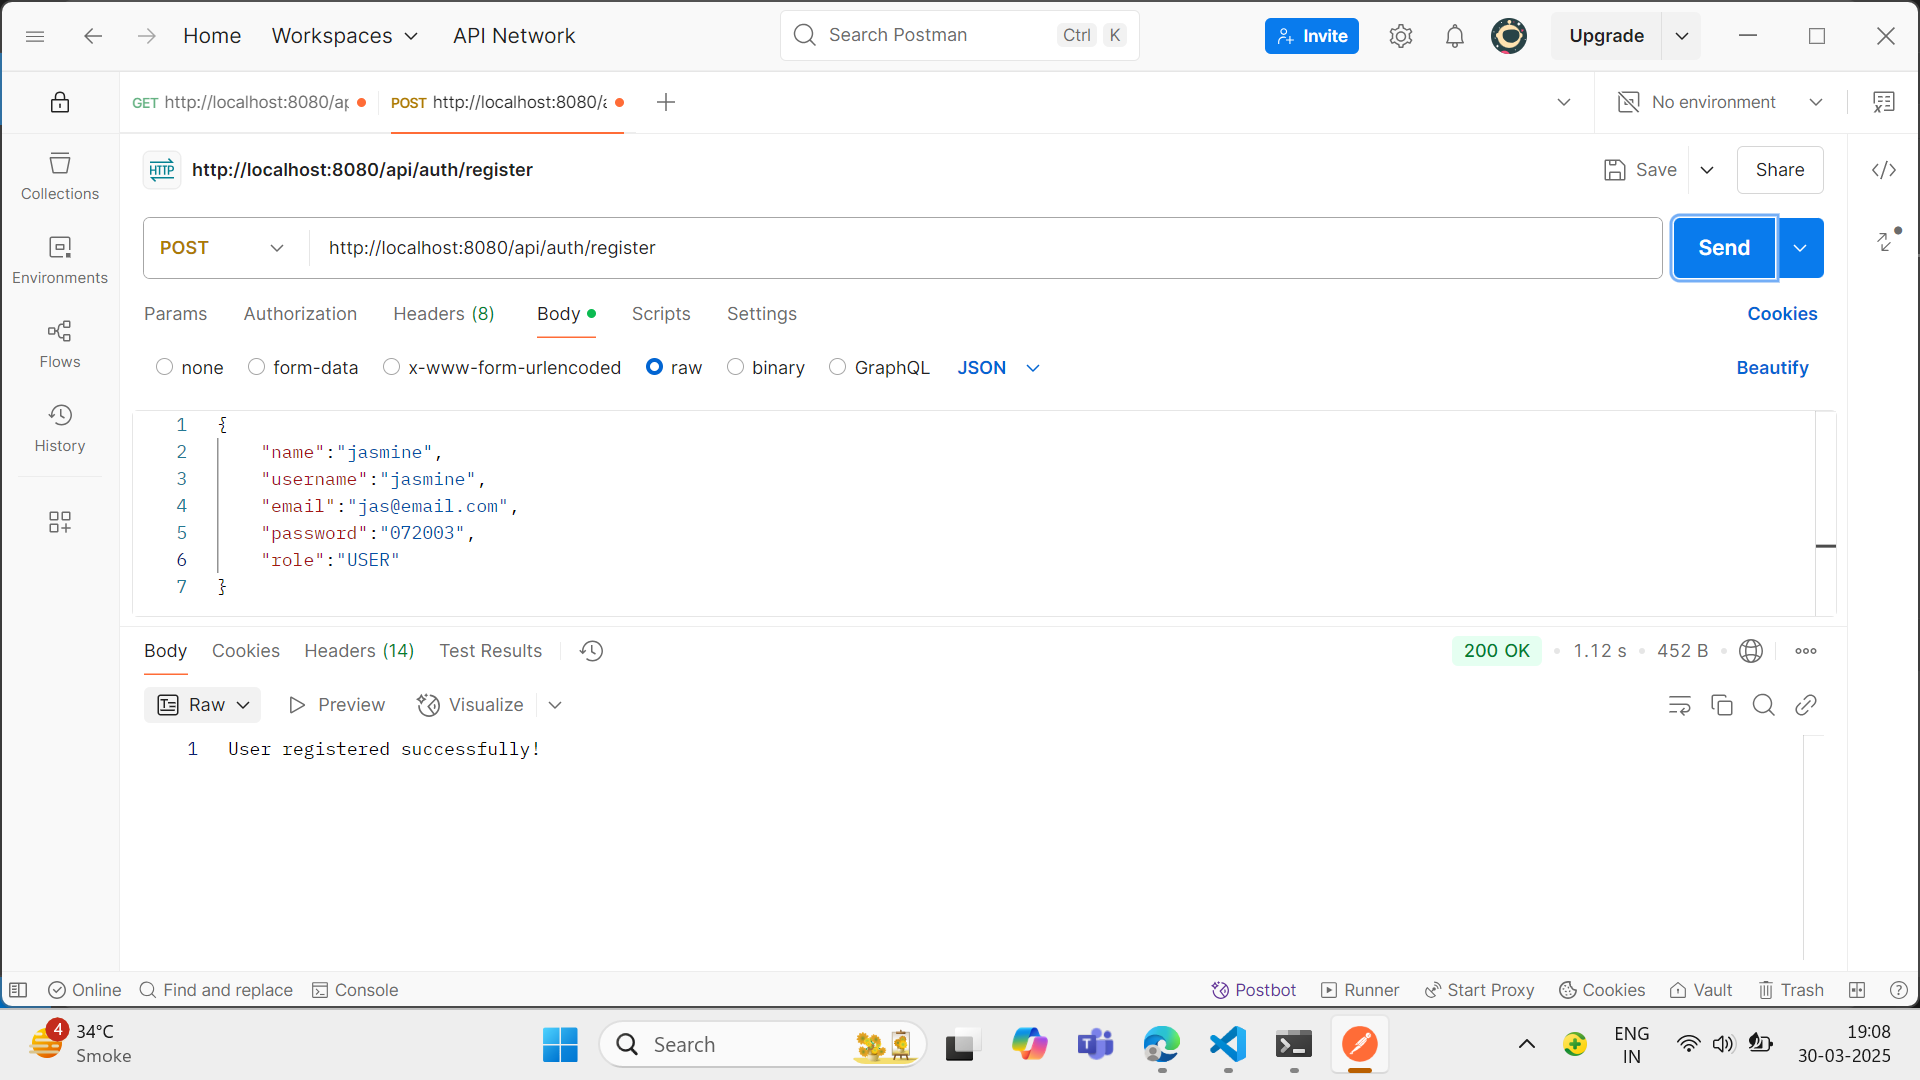 Home Workspaces API Network Search Postman Ctrl K Invite Upgrade
GET http://localhost:8080/ap POST http://localhost:8080/a No environment
HTTP http://localhost:8080/api/auth/register Save Share
Collections
POST http://localhost:8080/api/auth/register Send
Environments
Params Authorization Headers (8) Body Scripts Settings Cookies
Flows
none form-data x-www-form-urlencoded raw binary GraphQL JSON Beautify
History
1 {
2 "name":"jasmine",
3 "username":"jasmine",
4 "email":"jas@email.com",
5 "password":"072003",
6 "role":"USER"
7 }
Body Cookies Headers (14) Test Results 200 OK • 1.12 s • 452 B •
Raw Preview Visualize
1 User registered successfully!
Online Find and replace Console Postbot Runner Start Proxy Cookies Vault Trash
4 34°C
Smoke
Search
ENG
IN
19:08
30-03-2025